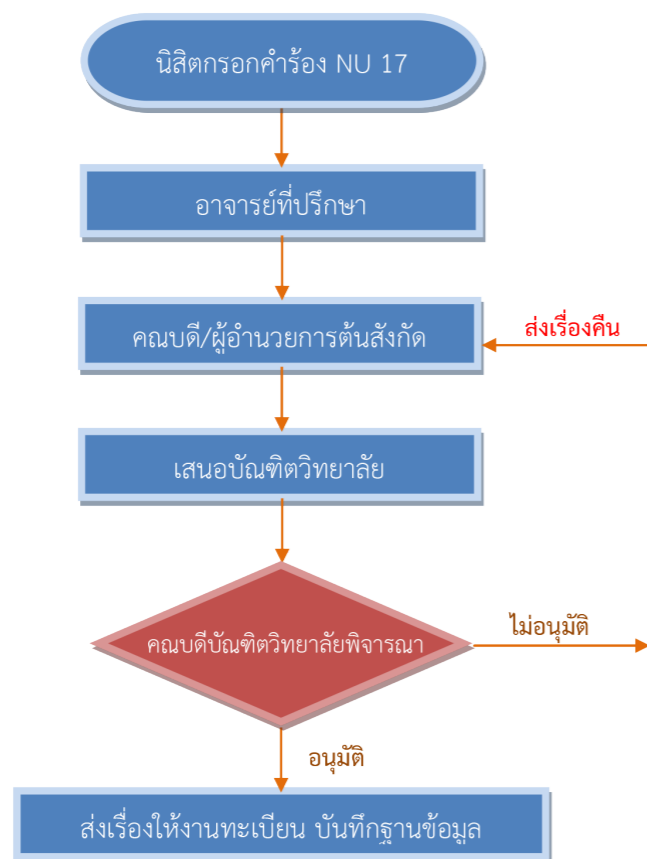 นิสิตกรอกคำร้อง NU 17
อาจารย์ที่ปรึกษา
คณบดี/ผู้อำนวยการต้นสังกัด
ส่งเรื่องคืน
เสนอบัณฑิตวิทยาลัย
คณบดีบัณฑิตวิทยาลัยพิจารณา
ไม่อนุมัติ
อนุมัติ
ส่งเรื่องให้งานทะเบียน บันทึกฐานข้อมูล